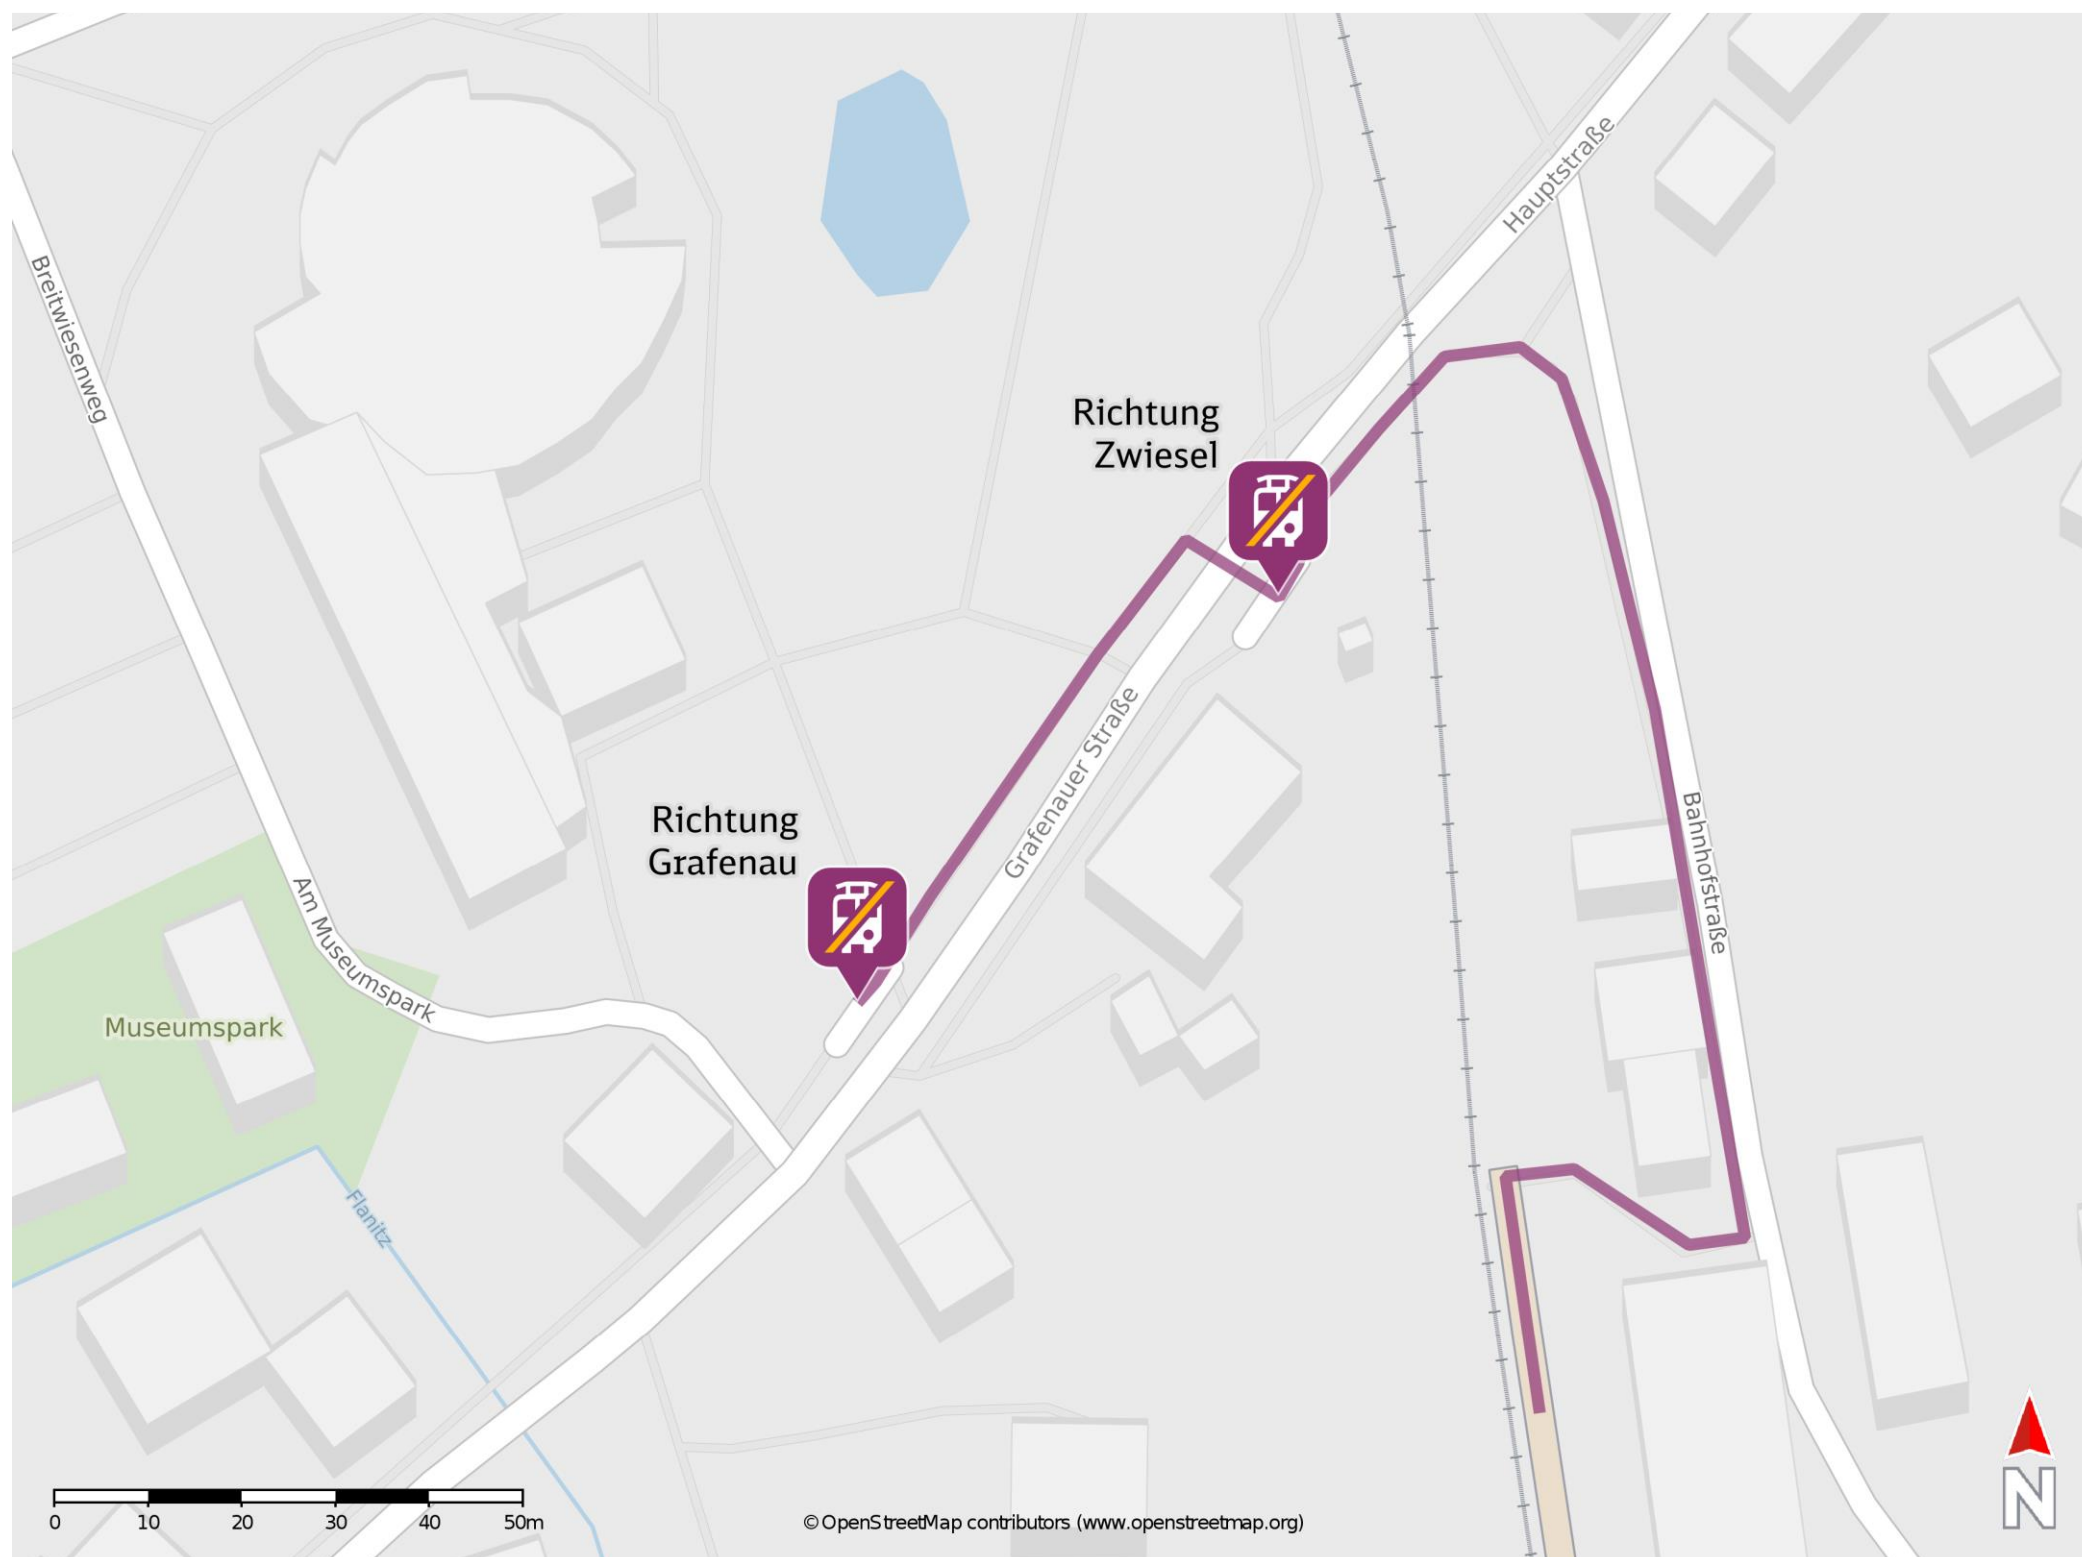 Hauptstraße
Breitwiesenweg
Richtung
Zwiesel
Grafenauer Straße
Richtung
Grafenau
Bahnhofstraße
Am Museumspark
Museumspark
Flanitz
N
0 10 20 30 40 50m
© OpenStreetMap contributors (www.openstreetmap.org)